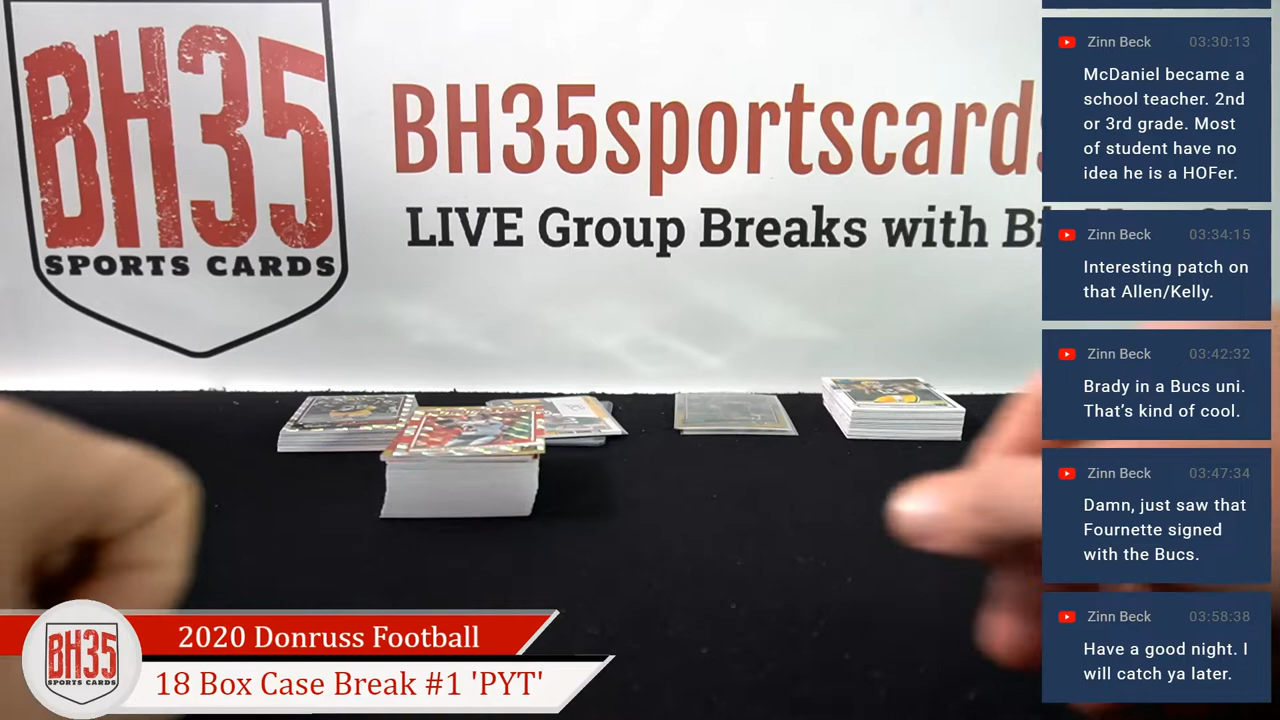 BH35
SPORTS CARDS
BH35sportscard
LIVE Group Breaks with
Zinn Beck 03:30:13
McDaniel became a
school teacher. 2nd
or 3rd grade. Most
of student have no
idea he is a HOFer.
Zinn Beck 03:34:15
Interesting patch on
that Allen/Kelly.
Zinn Beck 03:42:32
Brady in a Bucs uni.
That's kind of cool.
Zinn Beck 03:47:34
Damn, just saw that
Fournette signed
with the Bucs.
Zinn Beck 03:58:38
Have a good night. I
will catch ya later.
BH35
SPORTS CARDS
2020 Donruss Football
18 Box Case Break #1 'PYT'